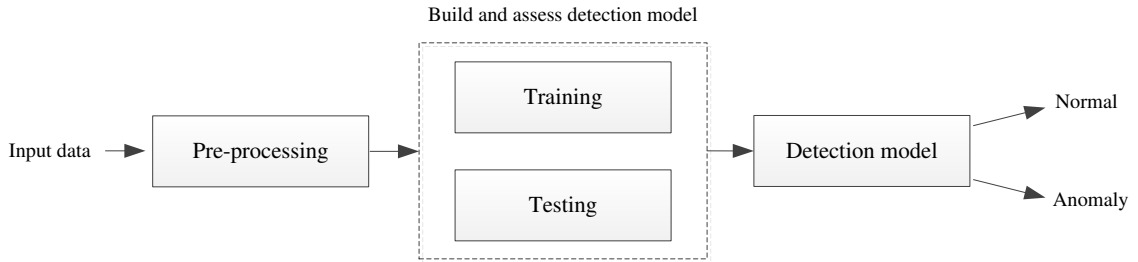 Build and assess detection model
Input data
Pre-processing
Training
Testing
Detection model
Normal
Anomaly